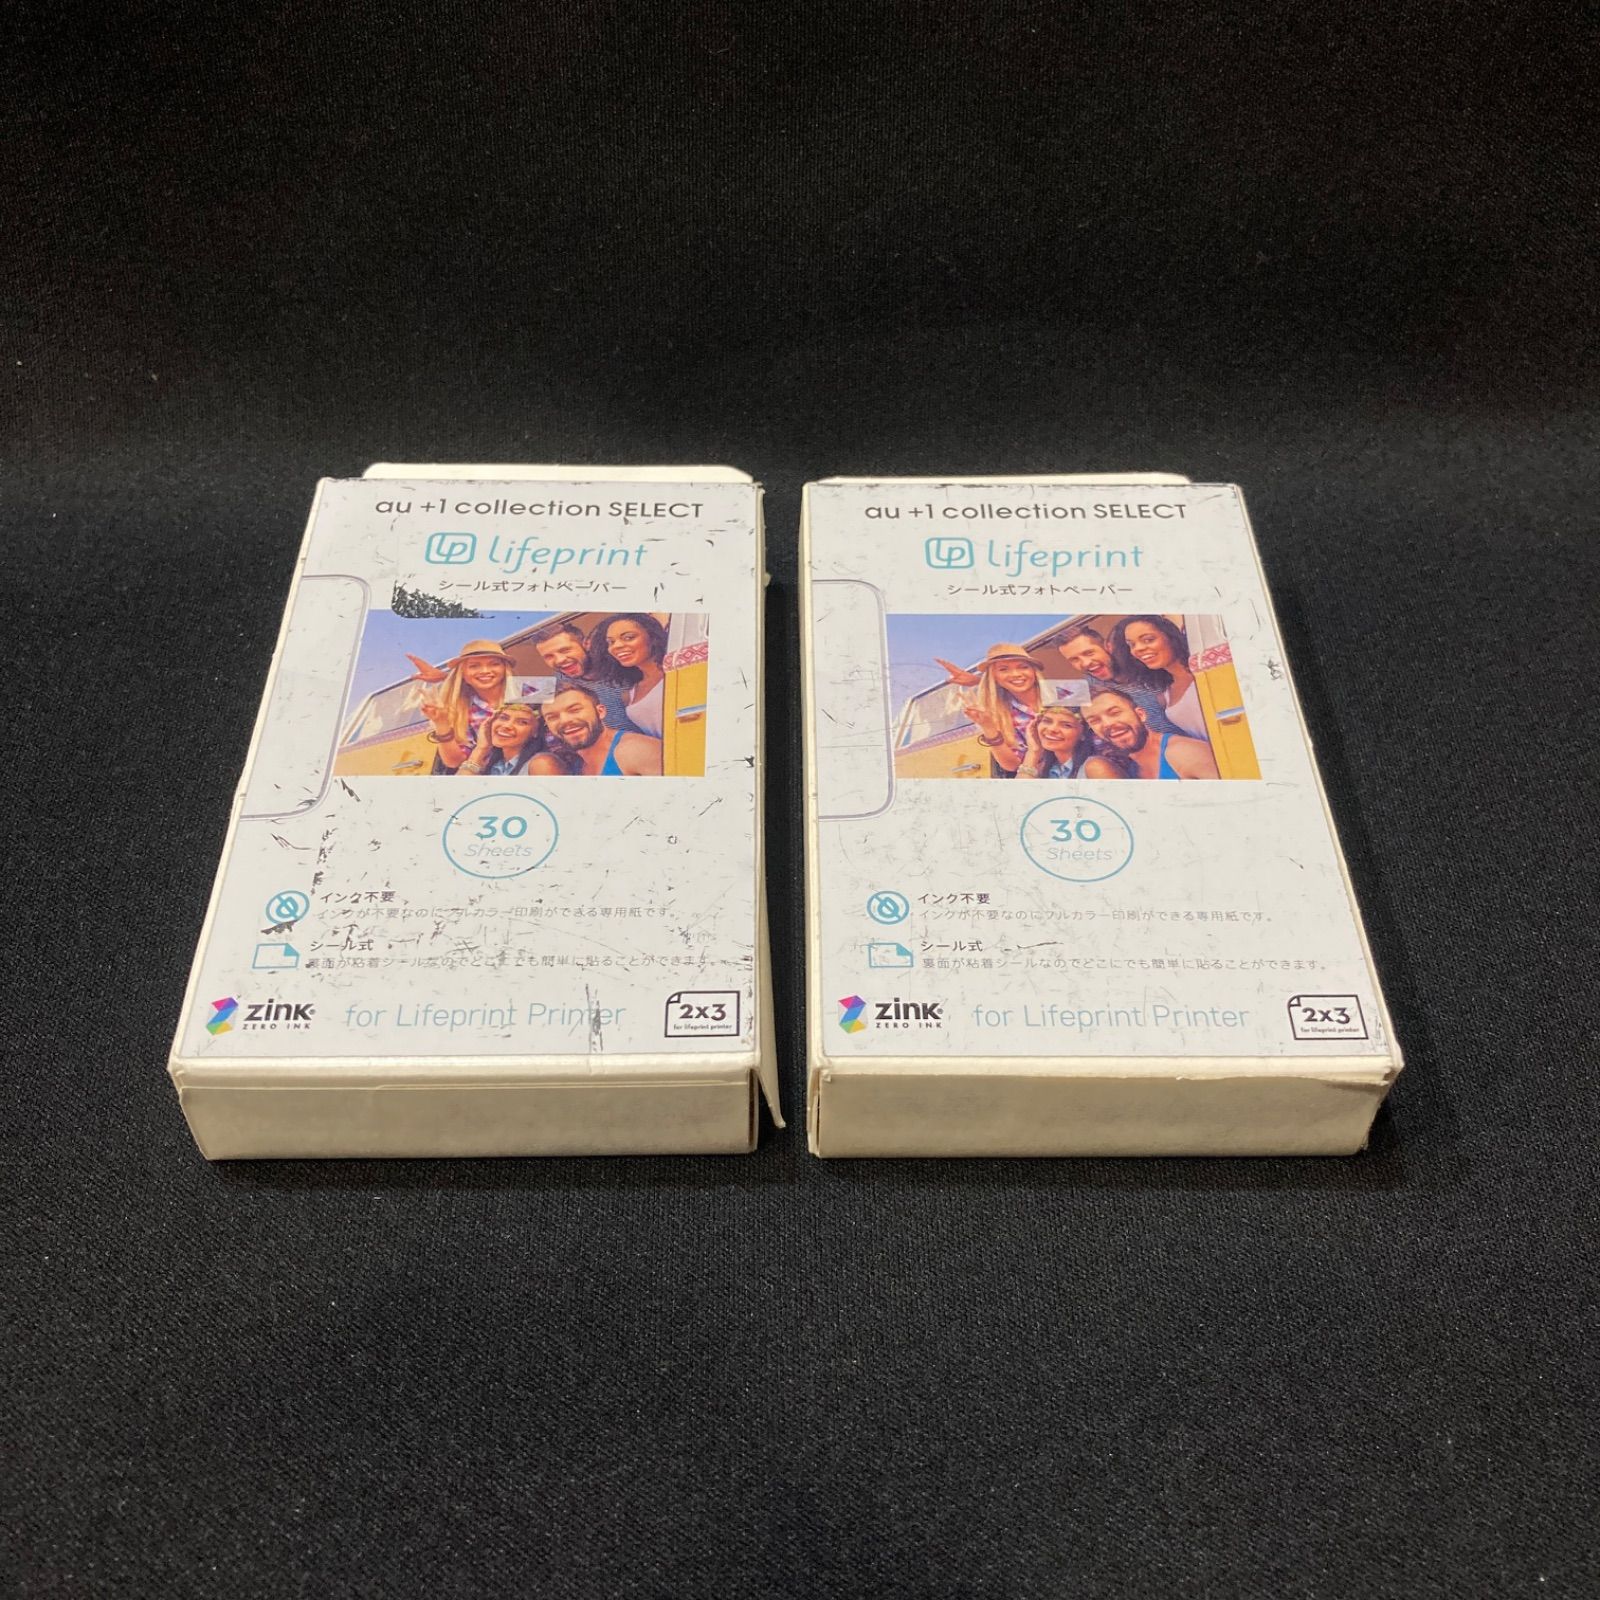 au +1 collection SELECT
Lifeprint
シール式フォトペーパー
30
Sheets
インク不要
インクが不要なのにフルカラー印刷ができる専用紙です。
シール式
裏面が粘着シールなのでどこにでも簡単に貼ることができます。
ZINK
ZERO INK
for Lifeprint Printer
2x3
for lifeprint printer
au +1 collection SELECT
Lifeprint
シール式フォトペーパー
30
Sheets
インク不要
インクが不要なのにフルカラー印刷ができる専用紙です。
シール式
裏面が粘着シールなのでどこにでも簡単に貼ることができます。
ZINK
ZERO INK
for Lifeprint Printer
2x3
for lifeprint printer